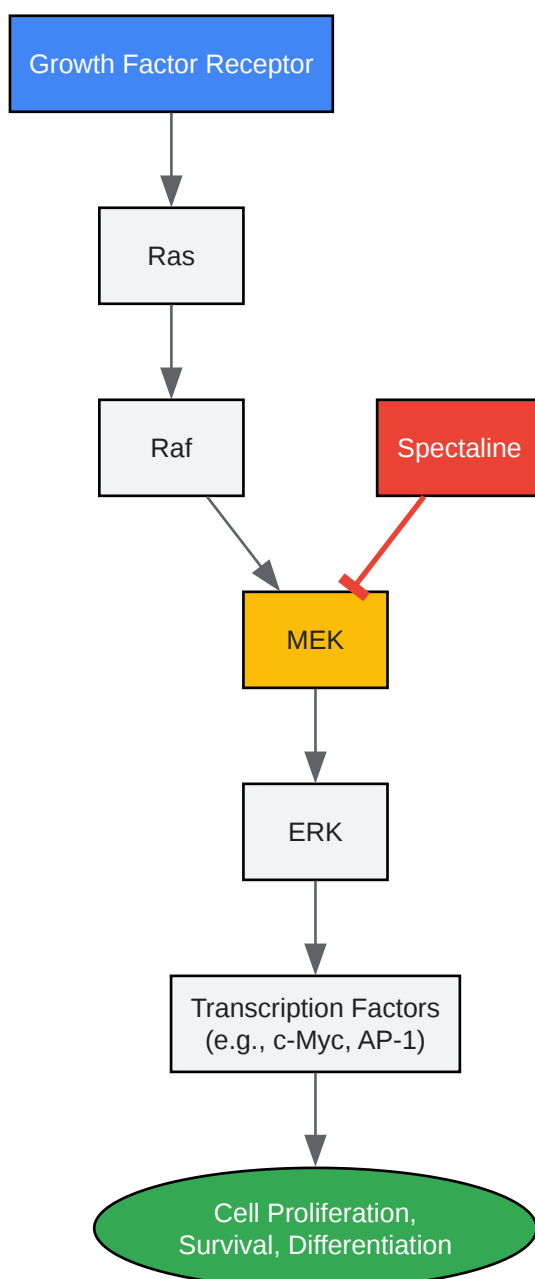 Growth Factor Receptor
Ras
Raf
Spectaline
MEK
ERK
Transcription Factors
(e.g., c-Myc, AP-1)
Cell Proliferation,
Survival, Differentiation